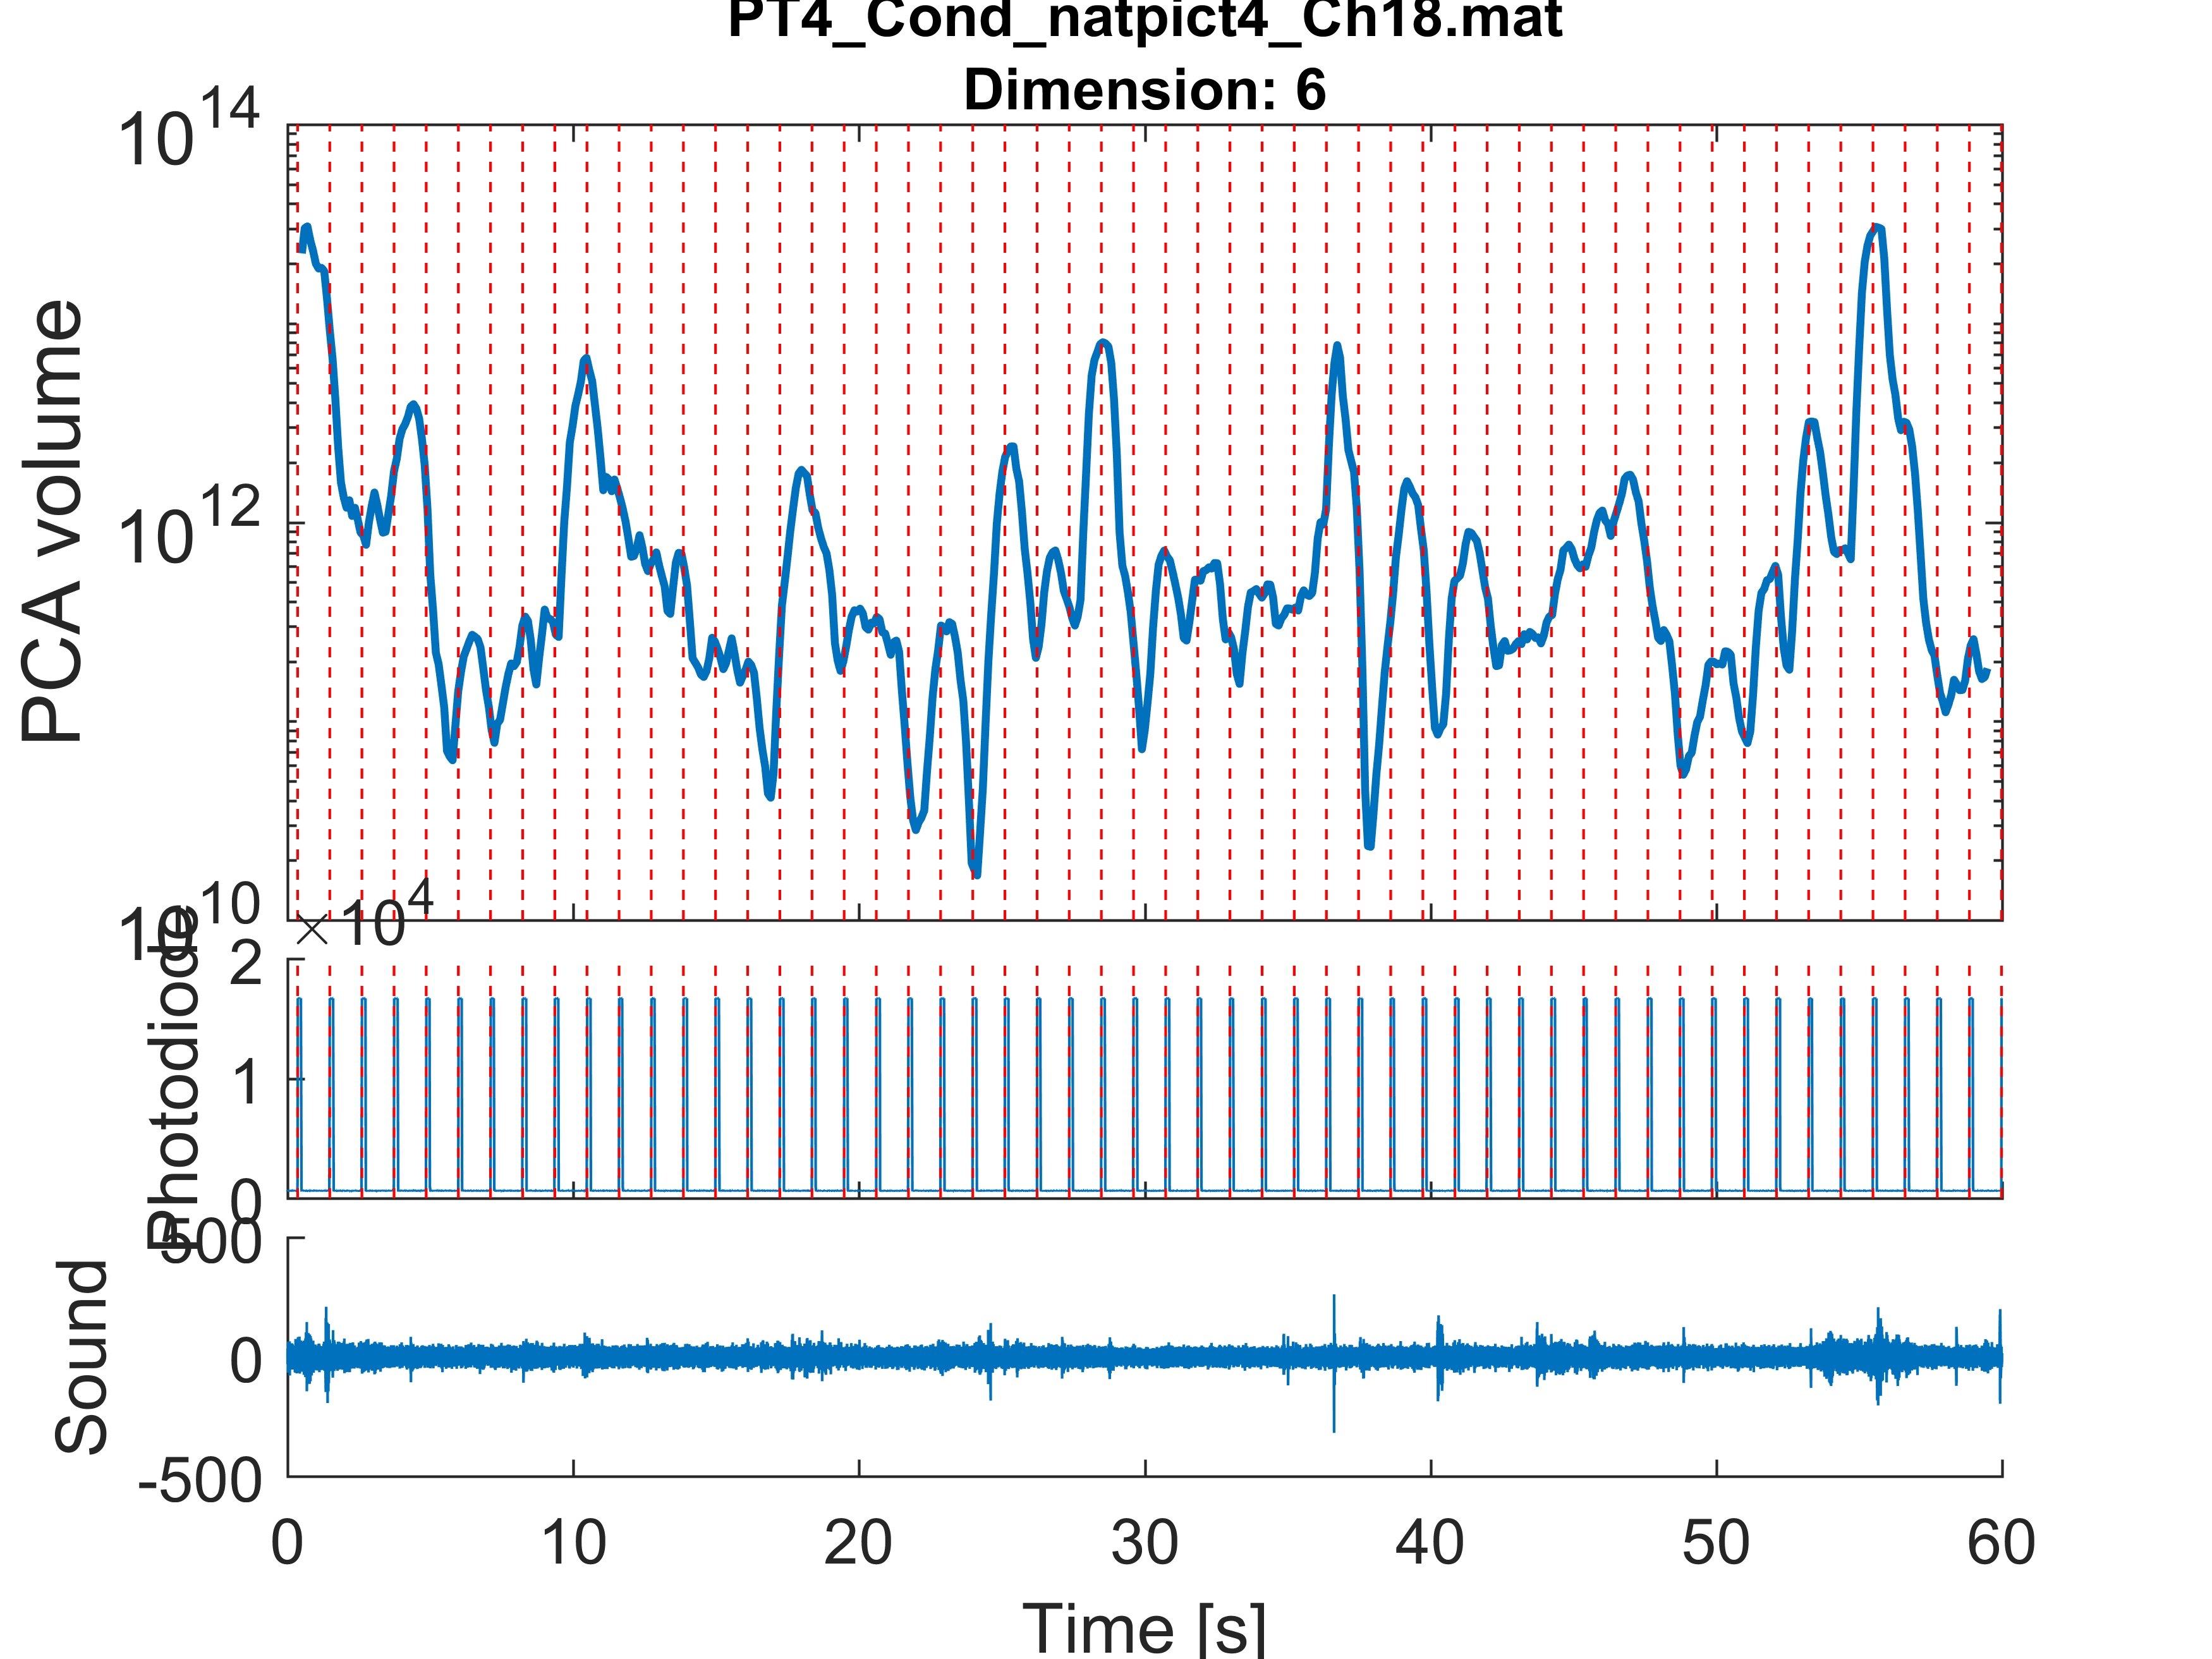 PT4_Cond_natpict4_Ch18.mat
Dimension: 6
PCA volume
10^14
10^12
10^10
×10^4
Photodiode
2
1
0
Sound
500
0
-500
0 10 20 30 40 50 60
Time [s]